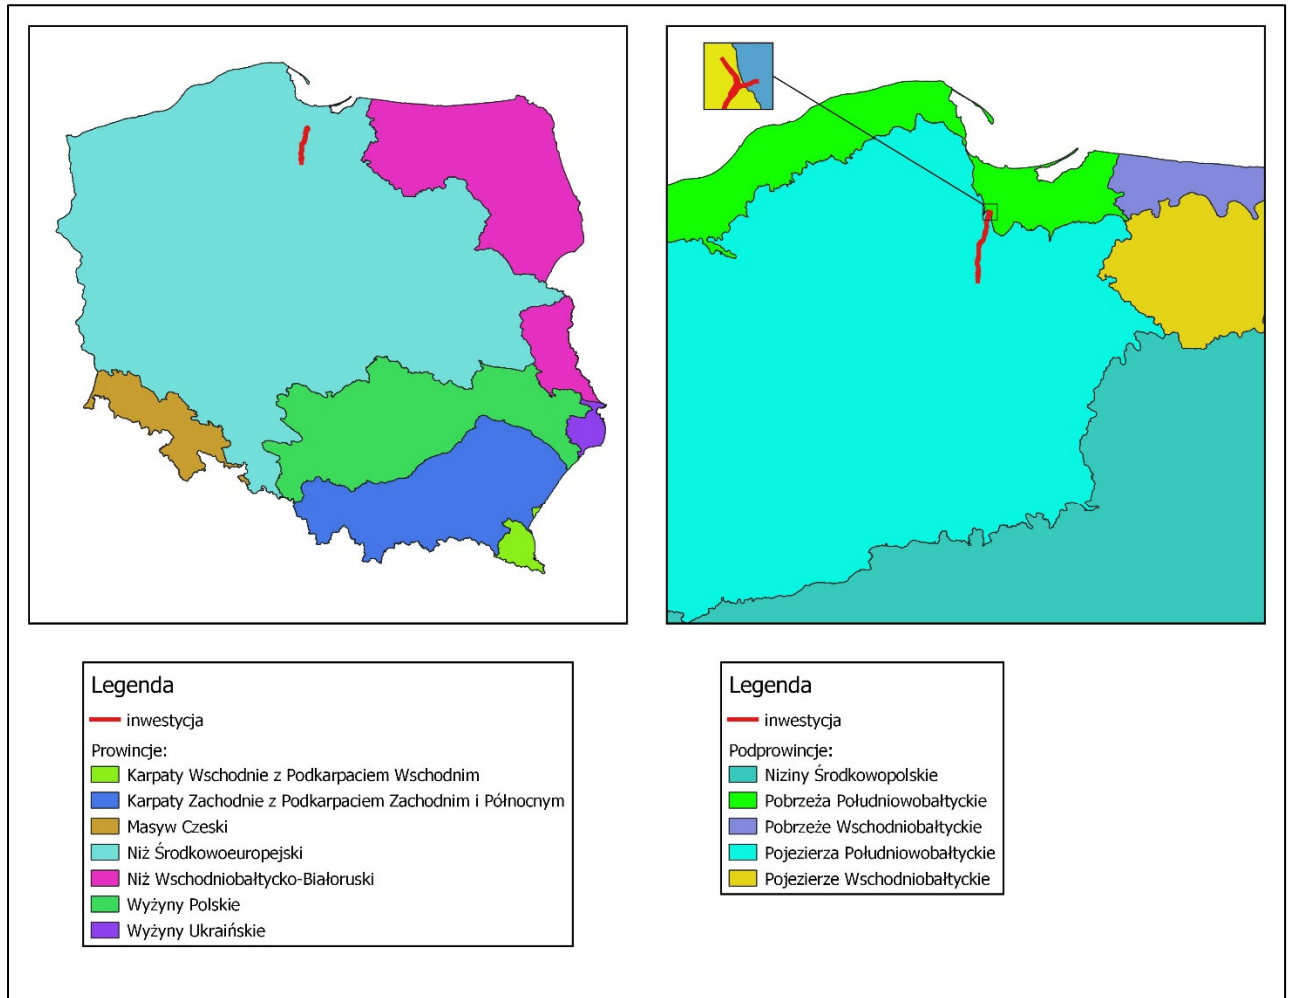 Legenda
inwestycja
Prowincje:
Karpaty Wschodnie z Podkarpaciem Wschodnim
Karpaty Zachodnie z Podkarpaciem Zachodnim i Północnym
Masyw Czeski
Niż Środkowoeuropejski
Niż Wschodniobałtycko-Białoruski
Wyżyny Polskie
Wyżyny Ukraińskie
Legenda
inwestycja
Podprowincje:
Niziny Środkowopolskie
Pobrzeża Południowobałtyckie
Pobrzeże Wschodniobałtyckie
Pojezierza Południowobałtyckie
Pojezierze Wschodniobałtyckie